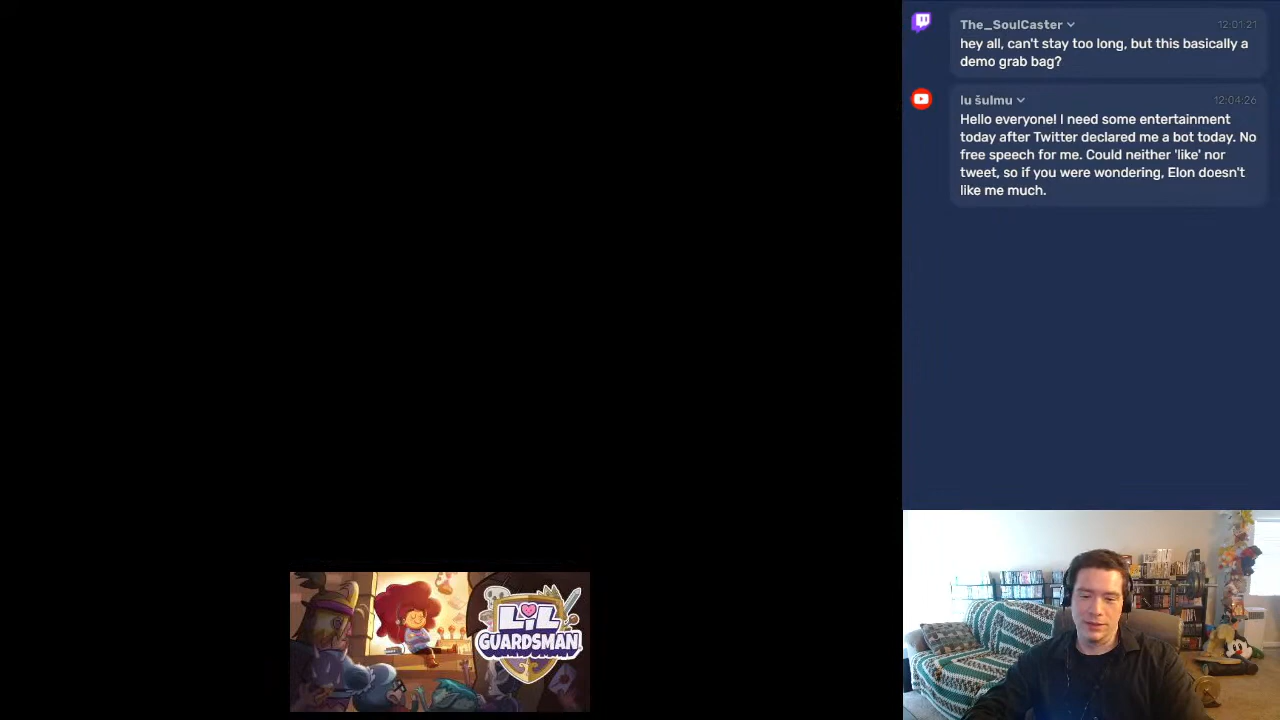 The_SoulCaster
12:01:21
hey all, can't stay too long, but this basically a
demo grab bag?
lu šulmu
12:04:26
Hello everyone! I need some entertainment
today after Twitter declared me a bot today. No
free speech for me. Could neither 'like' nor
tweet, so if you were wondering, Elon doesn't
like me much.
LiL
GUARDSMAN